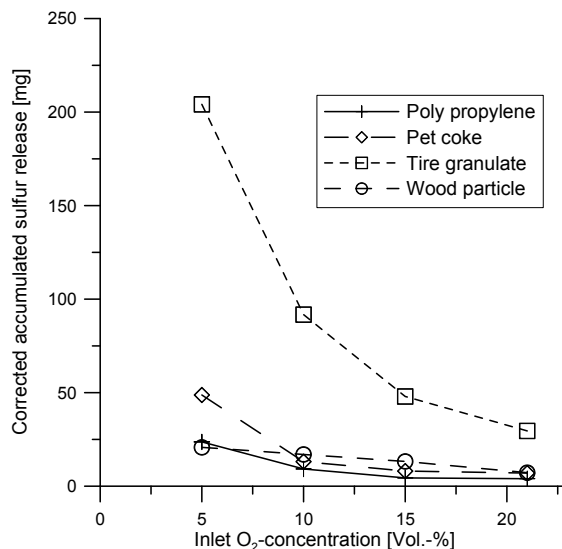 Corrected accumulated sulfur release [mg]
250
200
150
100
50
0
Poly propylene
Pet coke
Tire granulate
Wood particle
0 5 10 15 20
Inlet O₂-concentration [Vol.-%]